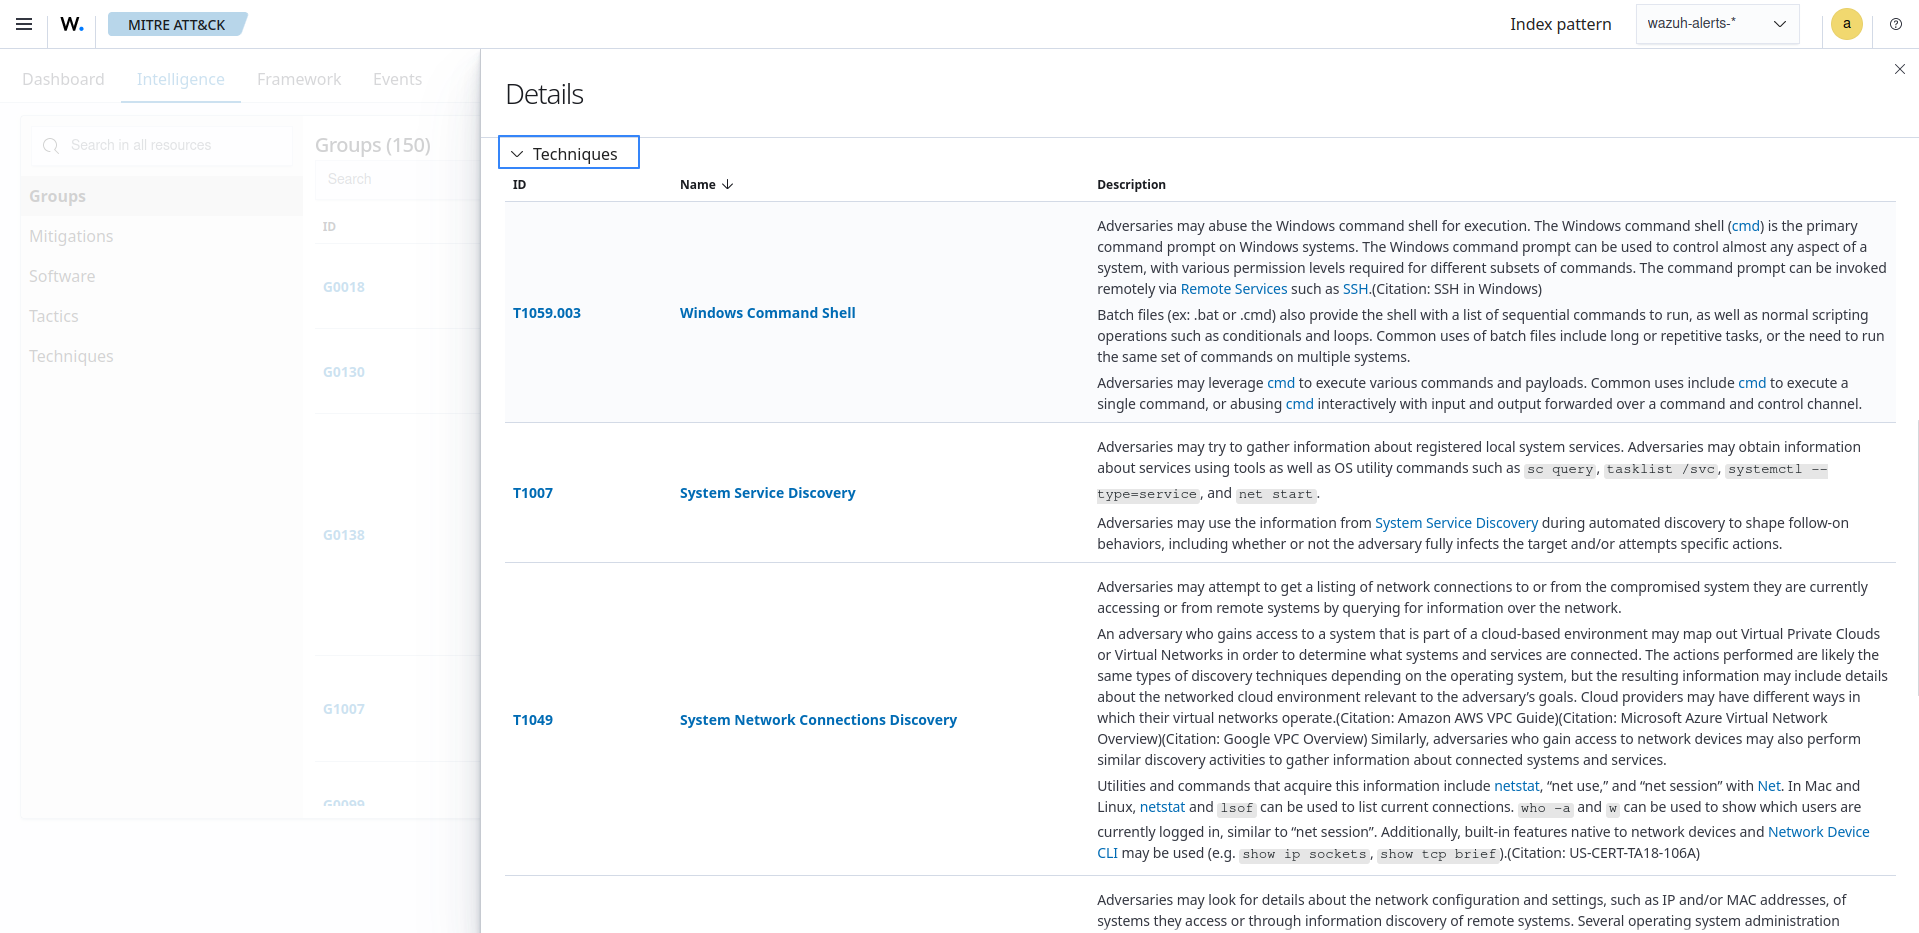 W.
MITRE ATT&CK
Index pattern
wazuh-alerts-*
a
Dashboard
Intelligence
Framework
Events
Search in all resources
Groups
Mitigations
Software
Tactics
Techniques
Groups (150)
Search
ID
G0018
G0130
G0138
G1007
G0099
Details
Techniques
ID
Name
Description
T1059.003
Windows Command Shell
Adversaries may abuse the Windows command shell for execution. The Windows command shell (cmd) is the primary
command prompt on Windows systems. The Windows command prompt can be used to control almost any aspect of a
system, with various permission levels required for different subsets of commands. The command prompt can be invoked
remotely via Remote Services such as SSH.(Citation: SSH in Windows)
Batch files (ex: .bat or .cmd) also provide the shell with a list of sequential commands to run, as well as normal scripting
operations such as conditionals and loops. Common uses of batch files include long or repetitive tasks, or the need to run
the same set of commands on multiple systems.
Adversaries may leverage cmd to execute various commands and payloads. Common uses include cmd to execute a
single command, or abusing cmd interactively with input and output forwarded over a command and control channel.
T1007
System Service Discovery
Adversaries may try to gather information about registered local system services. Adversaries may obtain information
about services using tools as well as OS utility commands such as sc query, tasklist /svc, systemctl --
type=service, and net start.
Adversaries may use the information from System Service Discovery during automated discovery to shape follow-on
behaviors, including whether or not the adversary fully infects the target and/or attempts specific actions.
T1049
System Network Connections Discovery
Adversaries may attempt to get a listing of network connections to or from the compromised system they are currently
accessing or from remote systems by querying for information over the network.
An adversary who gains access to a system that is part of a cloud-based environment may map out Virtual Private Clouds
or Virtual Networks in order to determine what systems and services are connected. The actions performed are likely the
same types of discovery techniques depending on the operating system, but the resulting information may include details
about the networked cloud environment relevant to the adversary’s goals. Cloud providers may have different ways in
which their virtual networks operate.(Citation: Amazon AWS VPC Guide)(Citation: Microsoft Azure Virtual Network
Overview)(Citation: Google VPC Overview) Similarly, adversaries who gain access to network devices may also perform
similar discovery activities to gather information about connected systems and services.
Utilities and commands that acquire this information include netstat, “net use,” and “net session” with Net. In Mac and
Linux, netstat and lsof can be used to list current connections. who -a and w can be used to show which users are
currently logged in, similar to “net session”. Additionally, built-in features native to network devices and Network Device
CLI may be used (e.g. show ip sockets, show tcp brief).(Citation: US-CERT-TA18-106A)
Adversaries may look for details about the network configuration and settings, such as IP and/or MAC addresses, of
systems they access or through information discovery of remote systems. Several operating system administration